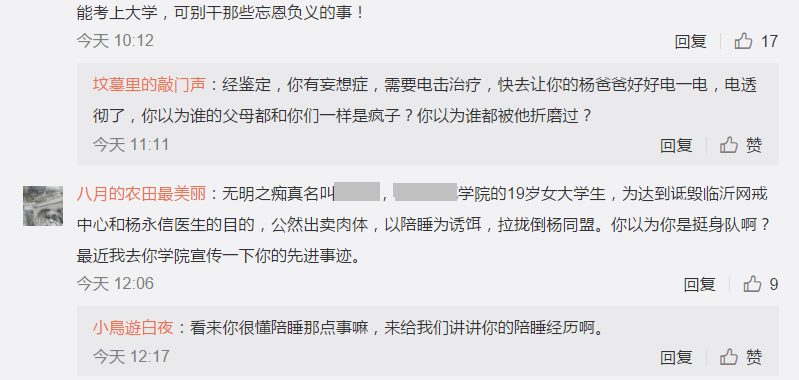 能考上大学，可别干那些忘恩负义的事！
今天 10:12
回复 17
坟墓里的敲门声：经鉴定，你有妄想症，需要电击治疗，快去让你的杨爸爸好好电一电，电透
彻了，你以为谁的父母都和你们一样是疯子？你以为谁都被他折磨过？
今天 11:11
回复 赞
八月的农田最美丽：无明之痴真名叫，学院的19岁女大学生，为达到诋毁临沂网戒
中心和杨永信医生的目的，公然出卖肉体，以陪睡为诱饵，拉拢倒杨同盟。你以为你是挺身队啊？
最近我去你学院宣传一下你的先进事迹。
今天 12:06
回复 9
小鳥遊白夜：看来你很懂陪睡那点事嘛，来给我们讲讲你的陪睡经历啊。
今天 12:17
回复 赞